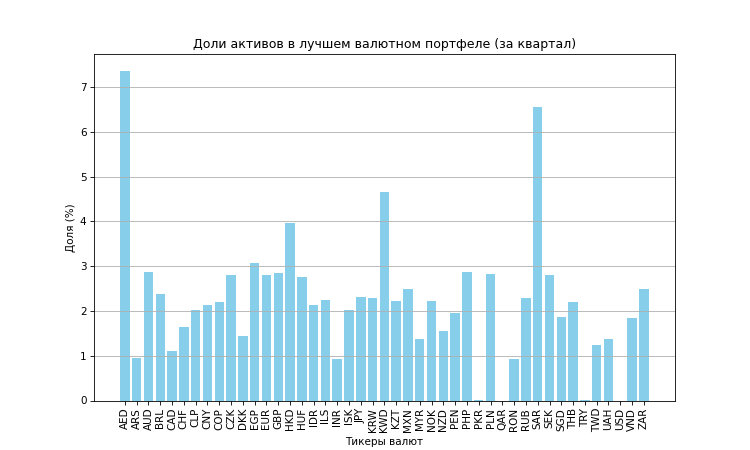 Доли активов в лучшем валютном портфеле (за квартал)
Доля (%)
7
6
5
4
3
2
1
0
AED
ARS
AUD
BRL
CAD
CHF
CLP
CNY
COP
CZK
DKK
EGP
EUR
GBP
HKD
HUF
IDR
ILS
INR
ISK
JPY
KRW
KWD
KZT
MXN
MYR
NOK
NZD
PEN
PHP
PKR
PLN
QAR
RON
RUB
SAR
SEK
SGD
THB
TRY
TWD
UAH
USD
VND
ZAR
Тикеры валют